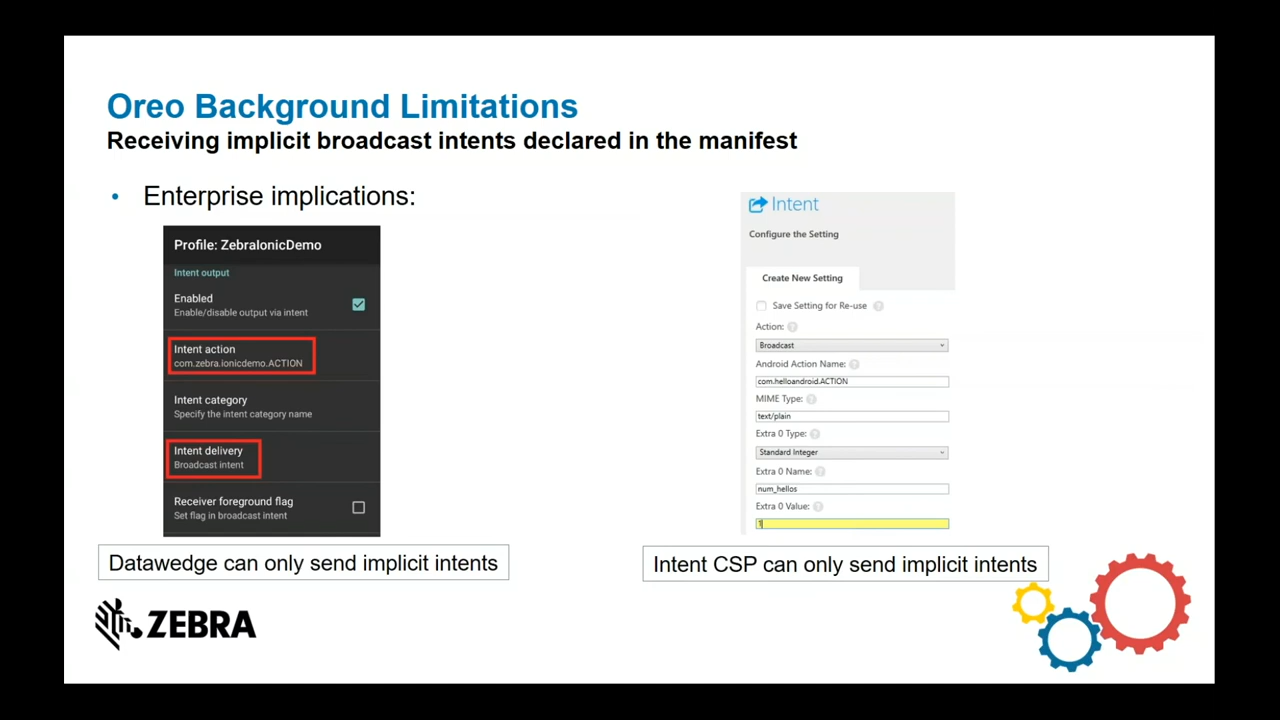 Oreo Background Limitations
Receiving implicit broadcast intents declared in the manifest
• Enterprise implications:
Profile: ZebraIonicDemo
Intent output
Enabled
Enable/disable output via intent
Intent action
com.zebra.ionicdemo.ACTION
Intent category
Specify the intent category name
Intent delivery
Broadcast intent
Receiver foreground flag
Set flag in broadcast intent
Datawedge can only send implicit intents
Intent
Configure the Setting
Create New Setting
Save Setting for Re-use ?
Action: ?
Broadcast
Android Action Name: ?
com.helloandroid.ACTION
MIME Type: ?
text/plain
Extra 0 Type: ?
Standard Integer
Extra 0 Name: ?
num_hellos
Extra 0 Value: ?
1
Intent CSP can only send implicit intents
ZEBRA